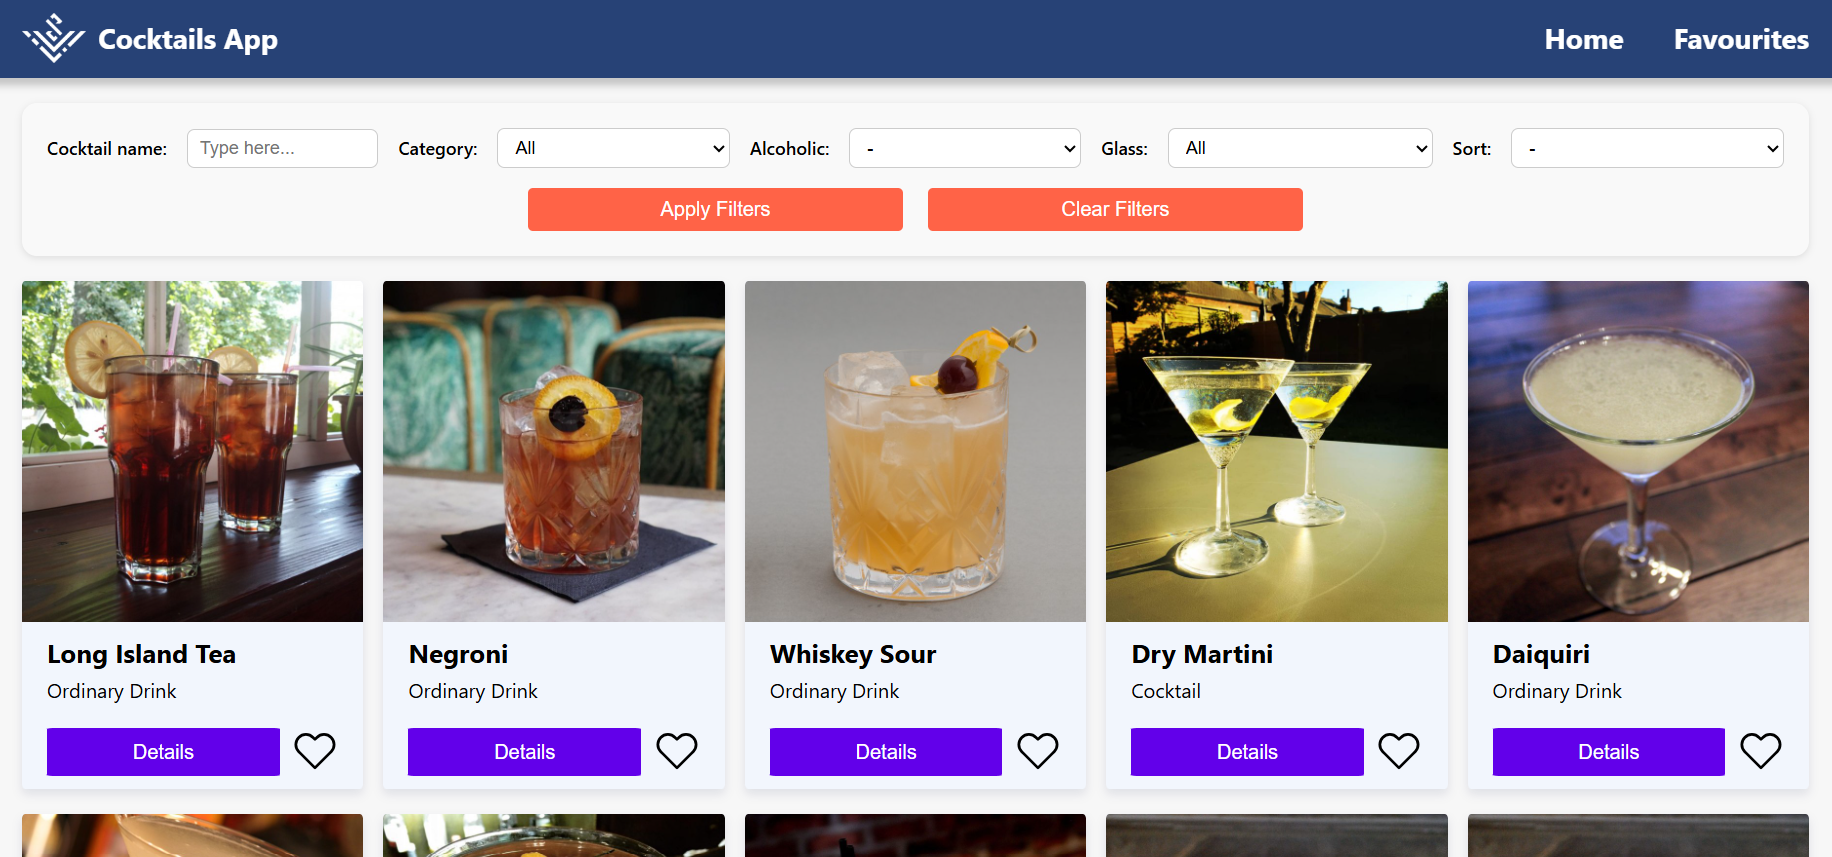 Cocktails App
Home
Favourites
Cocktail name:
Type here...
Category:
All
Alcoholic:
-
Glass:
All
Sort:
-
Apply Filters
Clear Filters
Long Island Tea
Ordinary Drink
Details
Negroni
Ordinary Drink
Details
Whiskey Sour
Ordinary Drink
Details
Dry Martini
Cocktail
Details
Daiquiri
Ordinary Drink
Details